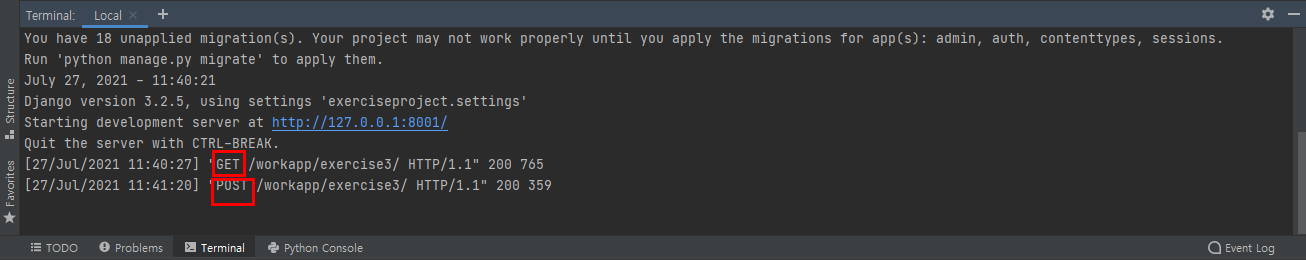 Terminal: Local × +
You have 18 unapplied migration(s). Your project may not work properly until you apply the migrations for app(s): admin, auth, contenttypes, sessions.
Run 'python manage.py migrate' to apply them.
July 27, 2021 - 11:40:21
Django version 3.2.5, using settings 'exerciseproject.settings'
Starting development server at http://127.0.0.1:8001/
Quit the server with CTRL-BREAK.
[27/Jul/2021 11:40:27] "GET /workapp/exercise3/ HTTP/1.1" 200 765
[27/Jul/2021 11:41:20] "POST /workapp/exercise3/ HTTP/1.1" 200 359
Structure
Favorites
TODO Problems Terminal Python Console Event Log